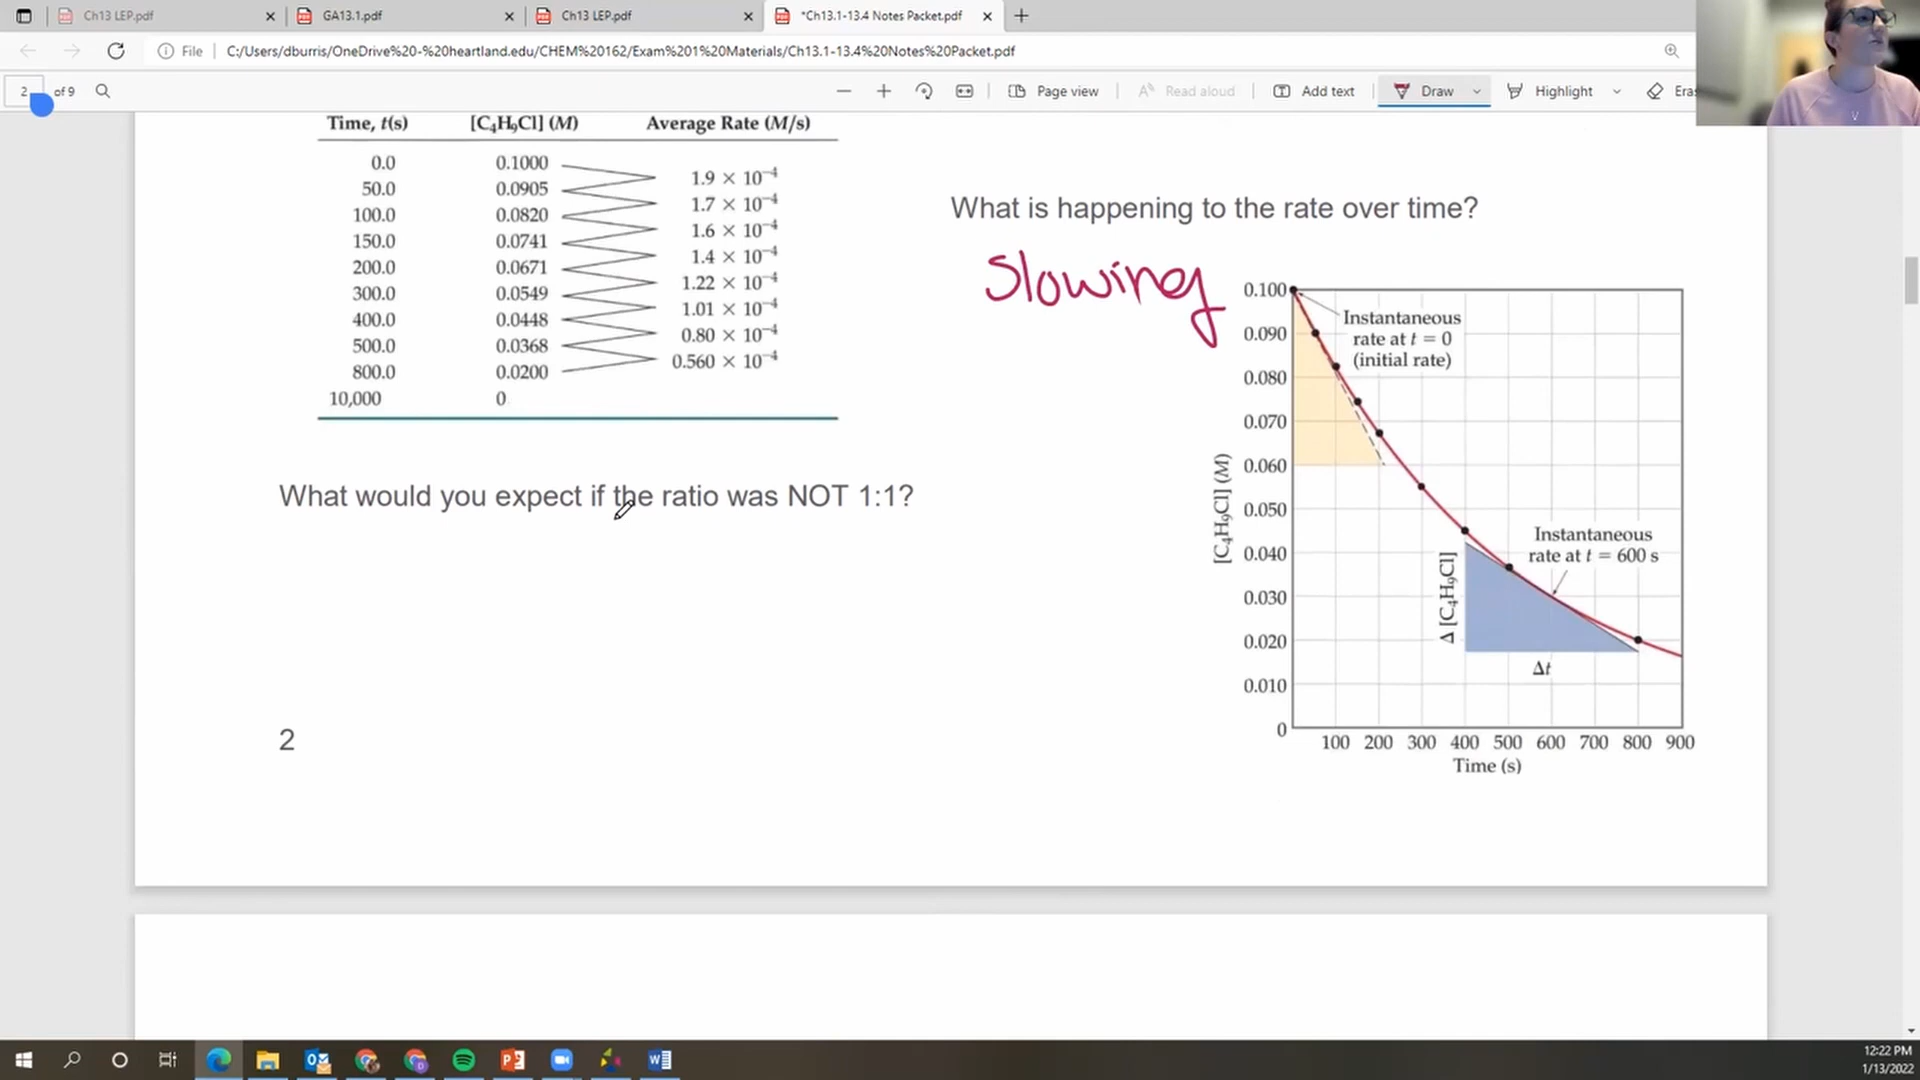 Ch13 LEP.pdf
GA13.1.pdf
Ch13 LEP.pdf
*Ch13.1-13.4 Notes Packet.pdf
File
C:/Users/dburris/OneDrive%20-%20heartland.edu/CHEM%20162/Exam%201%20Materials/Ch13.1-13.4%20Notes%20Packet.pdf
2 of 9
Page view
Read aloud
Add text
Draw
Highlight
Eras
Time, t(s) [C₄H₉Cl] (M) Average Rate (M/s)
0.0 0.1000
1.9 × 10⁻⁴
50.0 0.0905
1.7 × 10⁻⁴
100.0 0.0820
1.6 × 10⁻⁴
150.0 0.0741
1.4 × 10⁻⁴
200.0 0.0671
1.22 × 10⁻⁴
300.0 0.0549
1.01 × 10⁻⁴
400.0 0.0448
0.80 × 10⁻⁴
500.0 0.0368
0.560 × 10⁻⁴
800.0 0.0200
10,000 0
What is happening to the rate over time?
Slowing
What would you expect if the ratio was NOT 1:1?
2
0.100
0.090
0.080
0.070
0.060
0.050
0.040
0.030
0.020
0.010
0
[C₄H₉Cl] (M)
Instantaneous
rate at t = 0
(initial rate)
Instantaneous
rate at t = 600 s
Δ [C₄H₉Cl]
Δt
100 200 300 400 500 600 700 800 900
Time (s)
12:22 PM
1/13/2022